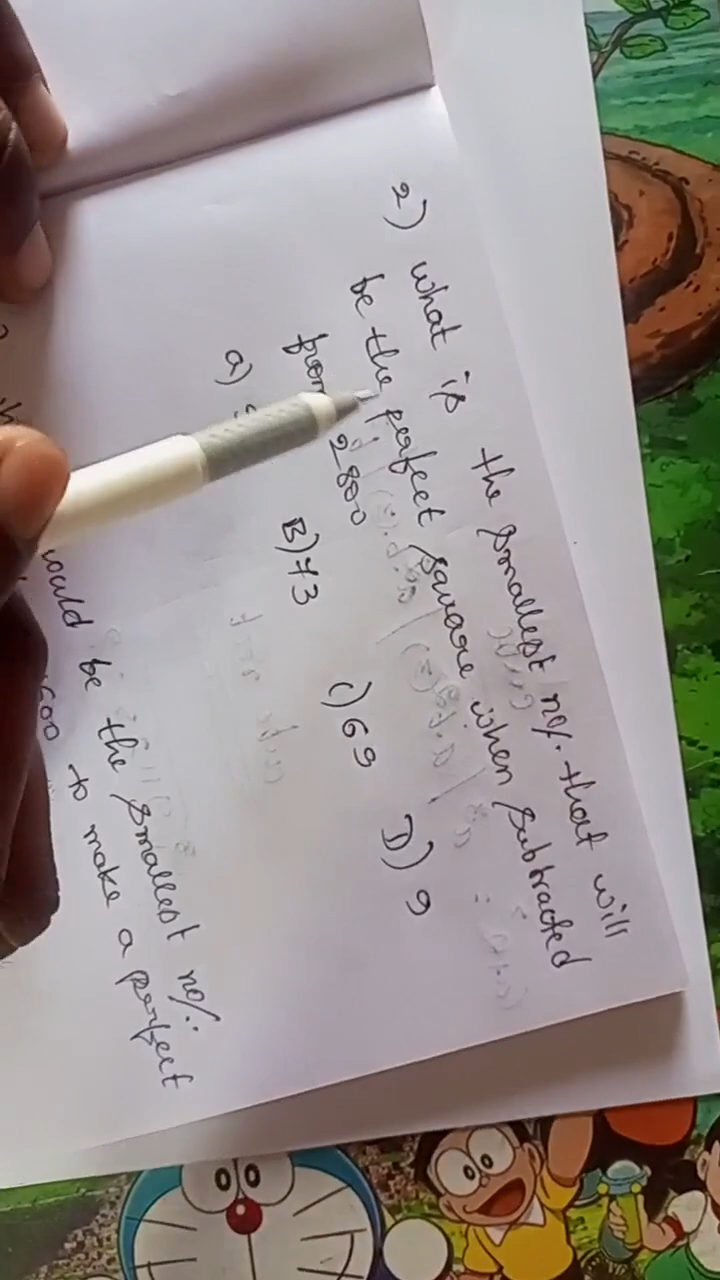 2) what is the smallest no/. that will
be the perfect square when subtracted
from 2800
a) B) 73 C) 69 D) 9
would be the smallest no/.
600 to make a perfect